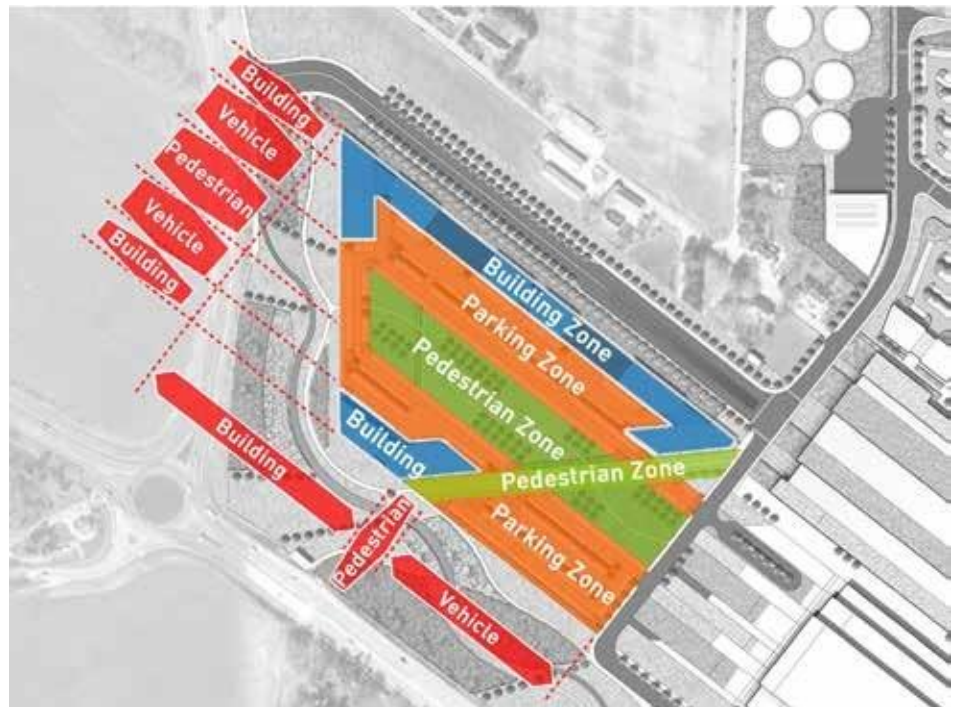 Building
Vehicle
Pedestrian
Vehicle
Building
Building Zone
Parking Zone
Pedestrian Zone
Building
Pedestrian Zone
Parking Zone
Building
Pedestrian
Vehicle